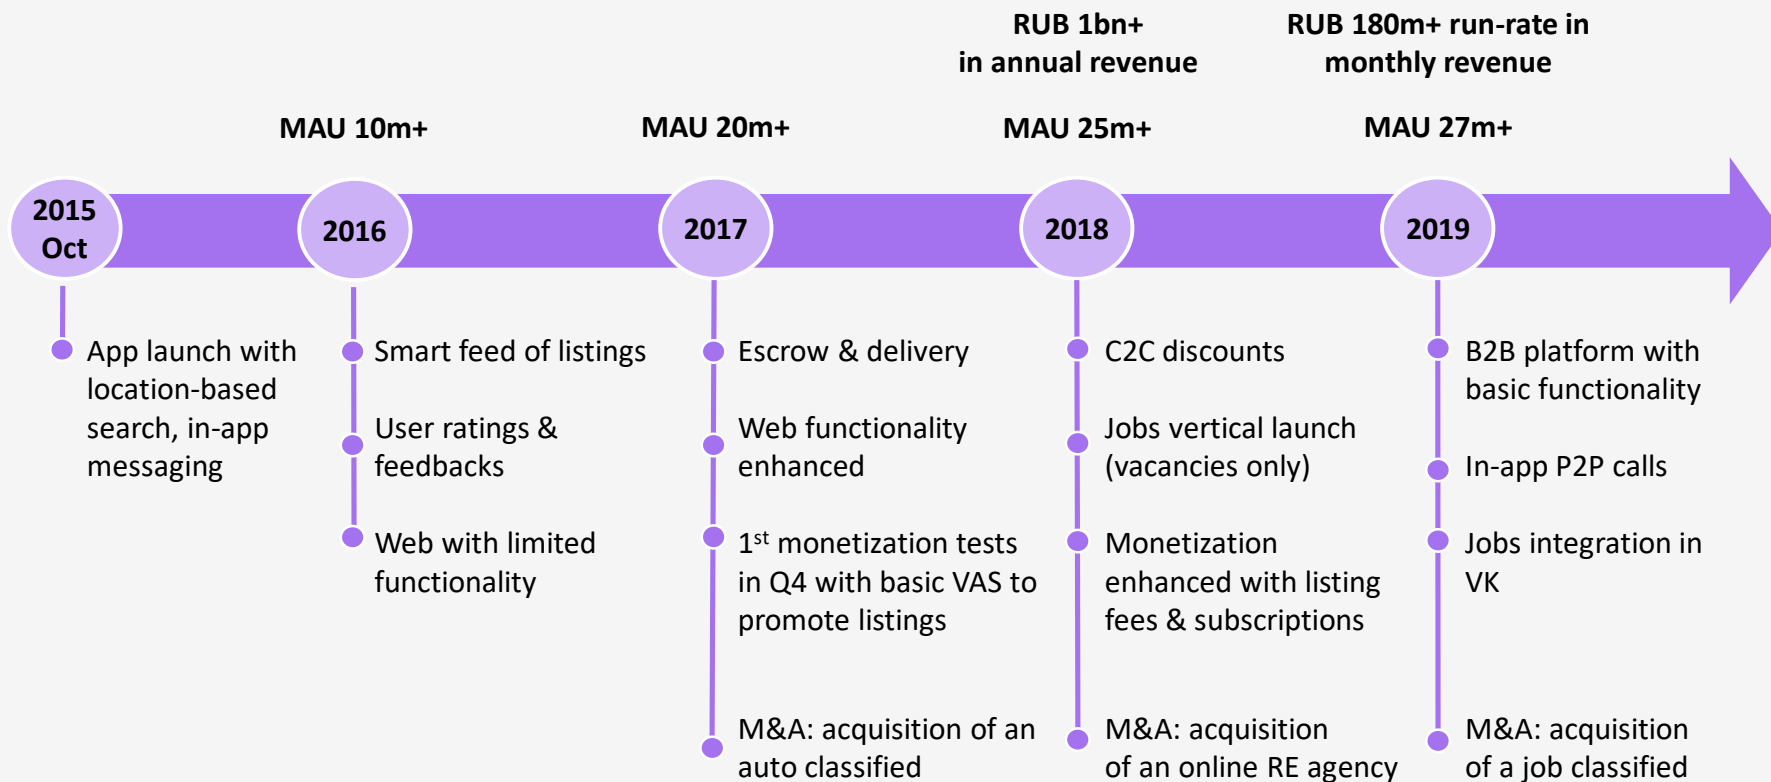 RUB 1bn+
in annual revenue
RUB 180m+ run-rate in
monthly revenue
MAU 10m+
MAU 20m+
MAU 25m+
MAU 27m+
2015
Oct
2016
2017
2018
2019
App launch with
location-based
search, in-app
messaging
Smart feed of listings
User ratings &
feedbacks
Web with limited
functionality
Escrow & delivery
Web functionality
enhanced
1st monetization tests
in Q4 with basic VAS to
promote listings
M&A: acquisition of an
auto classified
C2C discounts
Jobs vertical launch
(vacancies only)
Monetization
enhanced with listing
fees & subscriptions
M&A: acquisition
of an online RE agency
B2B platform with
basic functionality
In-app P2P calls
Jobs integration in
VK
M&A: acquisition
of a job classified